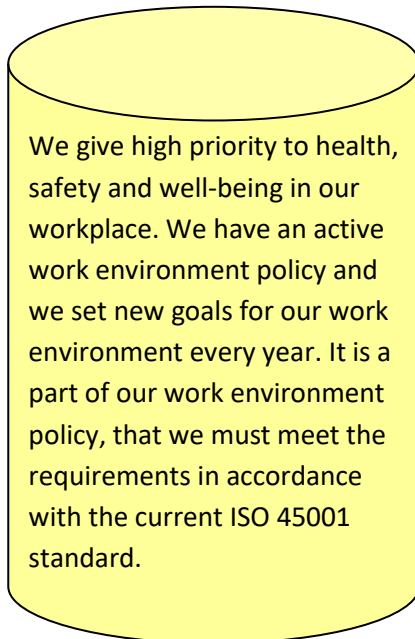 We give high priority to health,
safety and well-being in our
workplace. We have an active
work environment policy and
we set new goals for our work
environment every year. It is a
part of our work environment
policy, that we must meet the
requirements in accordance
with the current ISO 45001
standard.